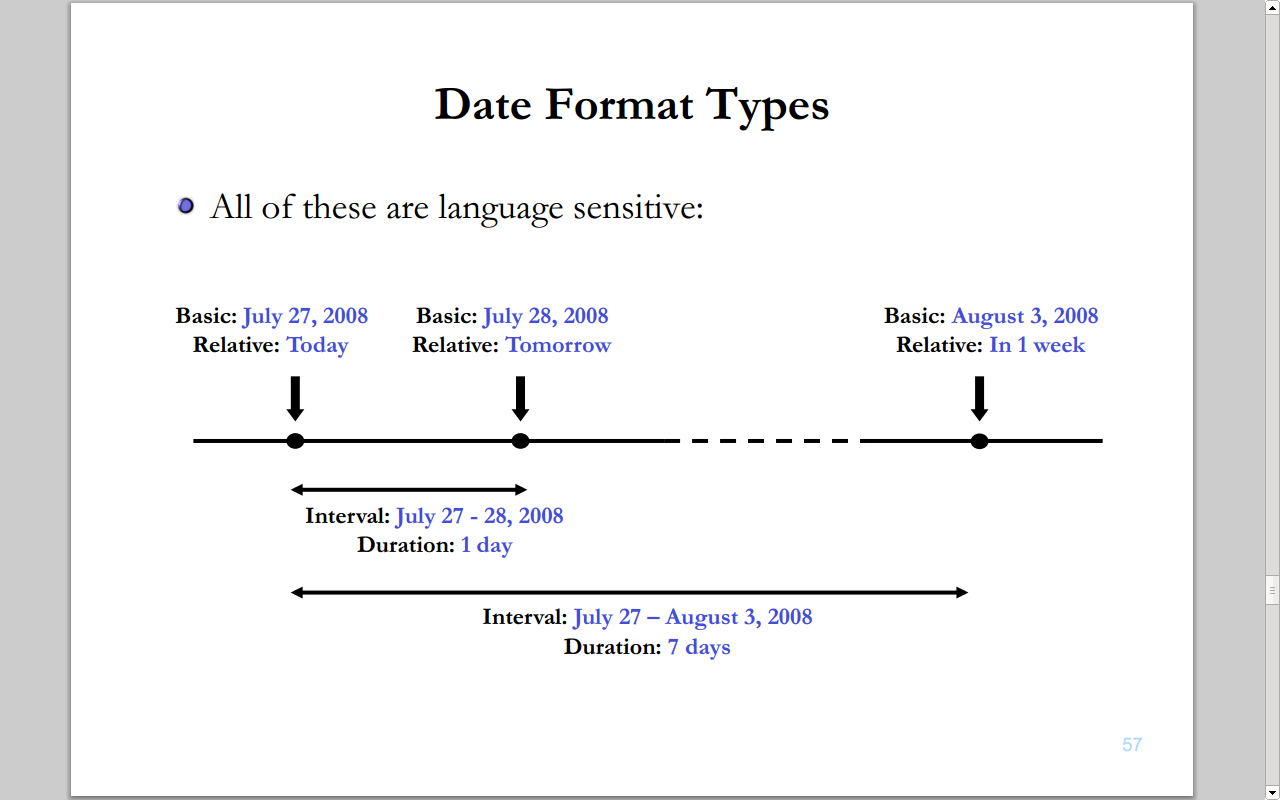 Date Format Types
All of these are language sensitive:
Basic: July 27, 2008
Relative: Today
Basic: July 28, 2008
Relative: Tomorrow
Basic: August 3, 2008
Relative: In 1 week
Interval: July 27 - 28, 2008
Duration: 1 day
Interval: July 27 – August 3, 2008
Duration: 7 days
57